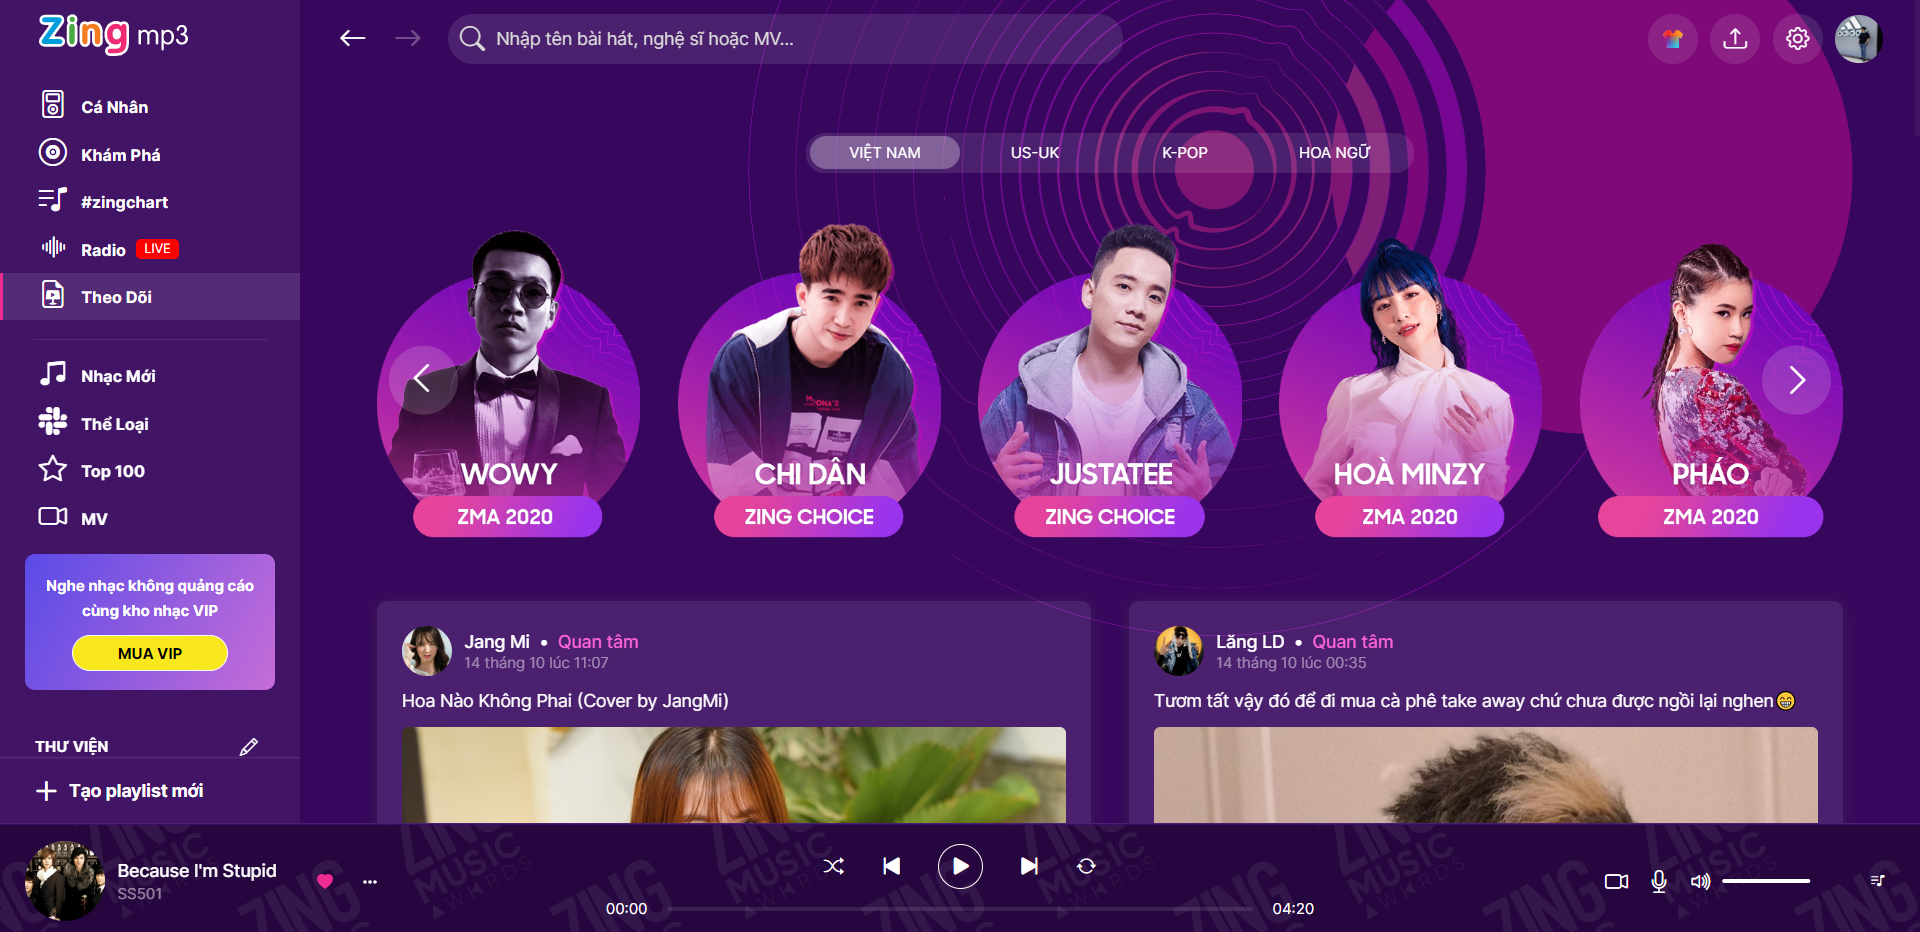 Zing mp3
Nhập tên bài hát, nghệ sĩ hoặc MV...
Cá Nhân
Khám Phá
#zingchart
Radio LIVE
Theo Dõi
Nhạc Mới
Thể Loại
Top 100
MV
Nghe nhạc không quảng cáo
cùng kho nhạc VIP
MUA VIP
THƯ VIỆN
Tạo playlist mới
VIỆT NAM US-UK K-POP HOA NGỮ
WOWY
ZMA 2020
CHI DÂN
ZING CHOICE
JUSTATEE
ZING CHOICE
HOÀ MINZY
ZMA 2020
PHÁO
ZMA 2020
Jang Mi • Quan tâm
14 tháng 10 lúc 11:07
Hoa Nào Không Phai (Cover by JangMi)
Lăng LD • Quan tâm
14 tháng 10 lúc 00:35
Tươm tất vậy đó để đi mua cà phê take away chứ chưa được ngồi lại nghen😁
Because I'm Stupid
SS501
00:00
04:20
ZING MUSIC AWARDS